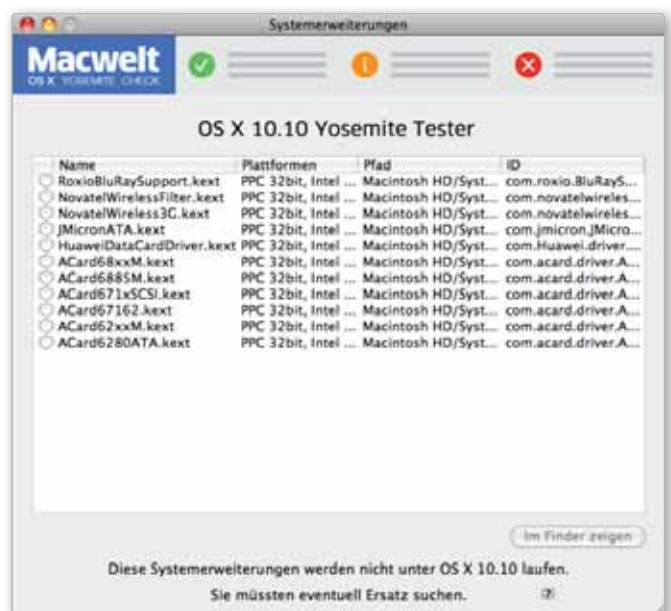 Systemerweiterungen
Macwelt
OS X YOSEMITE CHECK
OS X 10.10 Yosemite Tester
Name Plattformen Pfad ID
RoxioBluRaySupport.kext PPC 32bit, Intel ... Macintosh HD/Syst... com.roxio.BluRayS...
NovatelWirelessFilter.kext PPC 32bit, Intel ... Macintosh HD/Syst... com.novatelwireles...
NovatelWireless3G.kext PPC 32bit, Intel ... Macintosh HD/Syst... com.novatelwireles...
JMicronATA.kext PPC 32bit, Intel ... Macintosh HD/Syst... com.jmicron.JMicro...
HuaweiDataCardDriver.kext PPC 32bit, Intel ... Macintosh HD/Syst... com.Huawei.driver....
ACard68xxM.kext PPC 32bit, Intel ... Macintosh HD/Syst... com.acard.driver.A...
ACard6885M.kext PPC 32bit, Intel ... Macintosh HD/Syst... com.acard.driver.A...
ACard671xSCSI.kext PPC 32bit, Intel ... Macintosh HD/Syst... com.acard.driver.A...
ACard67162.kext PPC 32bit, Intel ... Macintosh HD/Syst... com.acard.driver.A...
ACard62xxM.kext PPC 32bit, Intel ... Macintosh HD/Syst... com.acard.driver.A...
ACard6280ATA.kext PPC 32bit, Intel ... Macintosh HD/Syst... com.acard.driver.A...
Im Finder zeigen
Diese Systemerweiterungen werden nicht unter OS X 10.10 laufen.
Sie müssten eventuell Ersatz suchen. ?